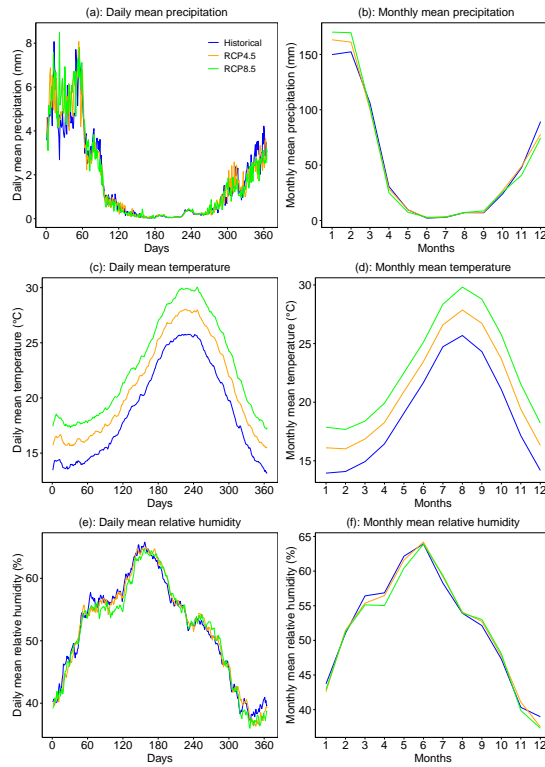 (a): Daily mean precipitation
Daily mean precipitation (mm)
8
6
4
2
0
Historical
RCP4.5
RCP8.5
0 60 120 180 240 300 360
Days
(b): Monthly mean precipitation
Monthly mean precipitation (mm)
150
100
50
0
1 2 3 4 5 6 7 8 9 10 11 12
Months
(c): Daily mean temperature
Daily mean temperature (°C)
30
25
20
15
0 60 120 180 240 300 360
Days
(d): Monthly mean temperature
Monthly mean temperature (°C)
30
25
20
15
1 2 3 4 5 6 7 8 9 10 11 12
Months
(e): Daily mean relative humidity
Daily mean relative humidity (%)
60
50
40
0 60 120 180 240 300 360
Day
(f): Monthly mean relative humidity
Monthly mean relative humidity (%)
65
60
55
50
45
40
1 2 3 4 5 6 7 8 9 10 11 12
Months